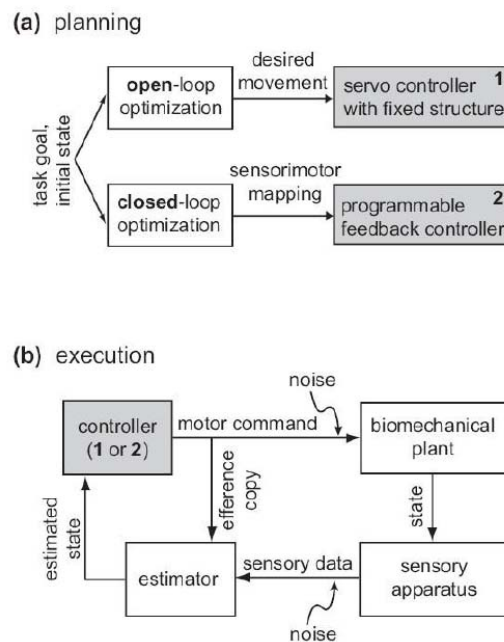 (a) planning
desired
movement
open-loop
optimization
servo controller
with fixed structure
1
task goal,
initial state
sensorimotor
mapping
closed-loop
optimization
programmable
feedback controller
2
(b) execution
noise
controller
(1 or 2)
motor command
biomechanical
plant
efference
copy
state
estimated
state
estimator
sensory data
sensory
apparatus
noise